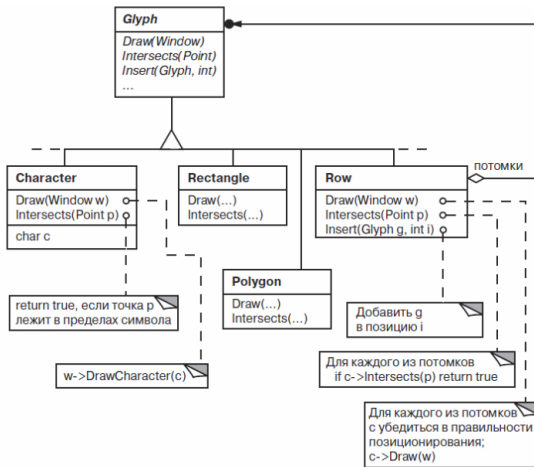 Glyph
Draw(Window)
Intersects(Point)
Insert(Glyph, int)
...
потомки
Character
Draw(Window w)
Intersects(Point p)
char c
Rectangle
Draw(...)
Intersects(...)
Row
Draw(Window w)
Intersects(Point p)
Insert(Glyph g, int i)
Polygon
Draw(...)
Intersects(...)
return true, если точка p
лежит в пределах символа
Добавить g
в позицию i
w->DrawCharacter(c)
Для каждого из потомков
if c->Intersects(p) return true
Для каждого из потомков
с убедиться в правильности
позиционирования;
c->Draw(w)